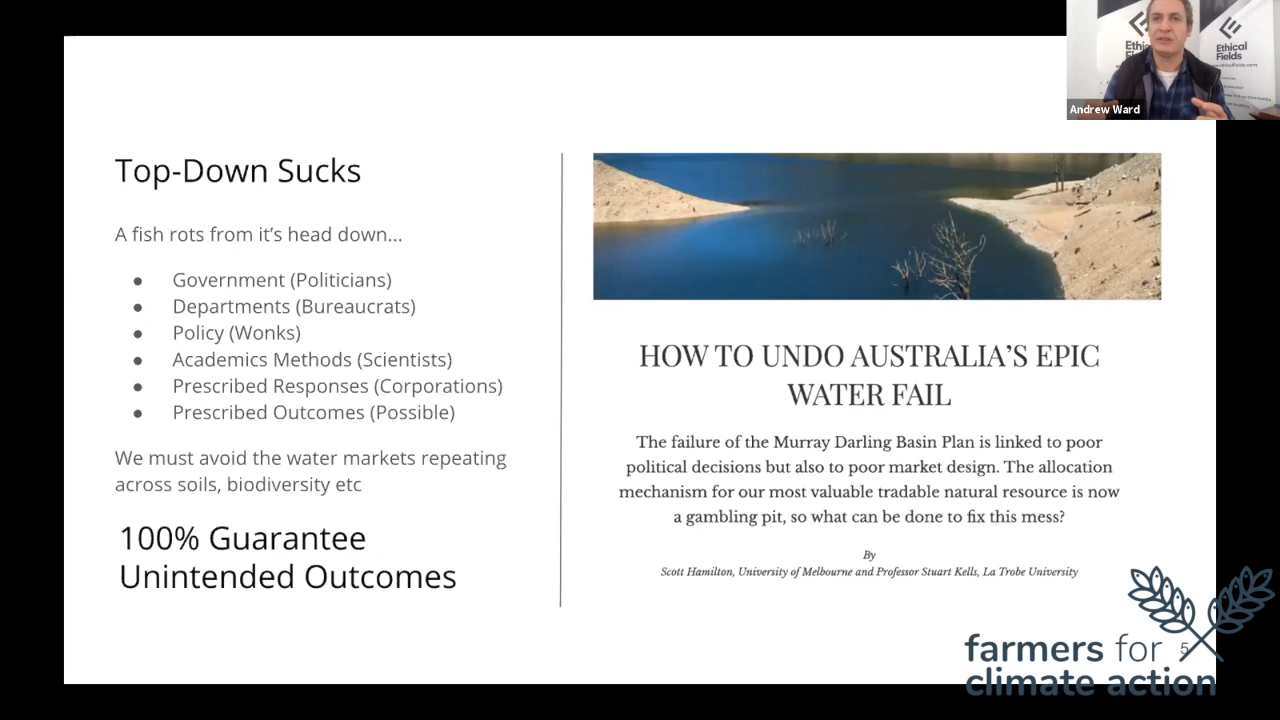 Ethical
Fields
Andrew Ward
Top-Down Sucks
A fish rots from it's head down...
● Government (Politicians)
● Departments (Bureaucrats)
● Policy (Wonks)
● Academics Methods (Scientists)
● Prescribed Responses (Corporations)
● Prescribed Outcomes (Possible)
We must avoid the water markets repeating
across soils, biodiversity etc
100% Guarantee
Unintended Outcomes
HOW TO UNDO AUSTRALIA'S EPIC
WATER FAIL
The failure of the Murray Darling Basin Plan is linked to poor
political decisions but also to poor market design. The allocation
mechanism for our most valuable tradable natural resource is now
a gambling pit, so what can be done to fix this mess?
By
Scott Hamilton, University of Melbourne and Professor Stuart Kells, La Trobe University
farmers for
climate action
5